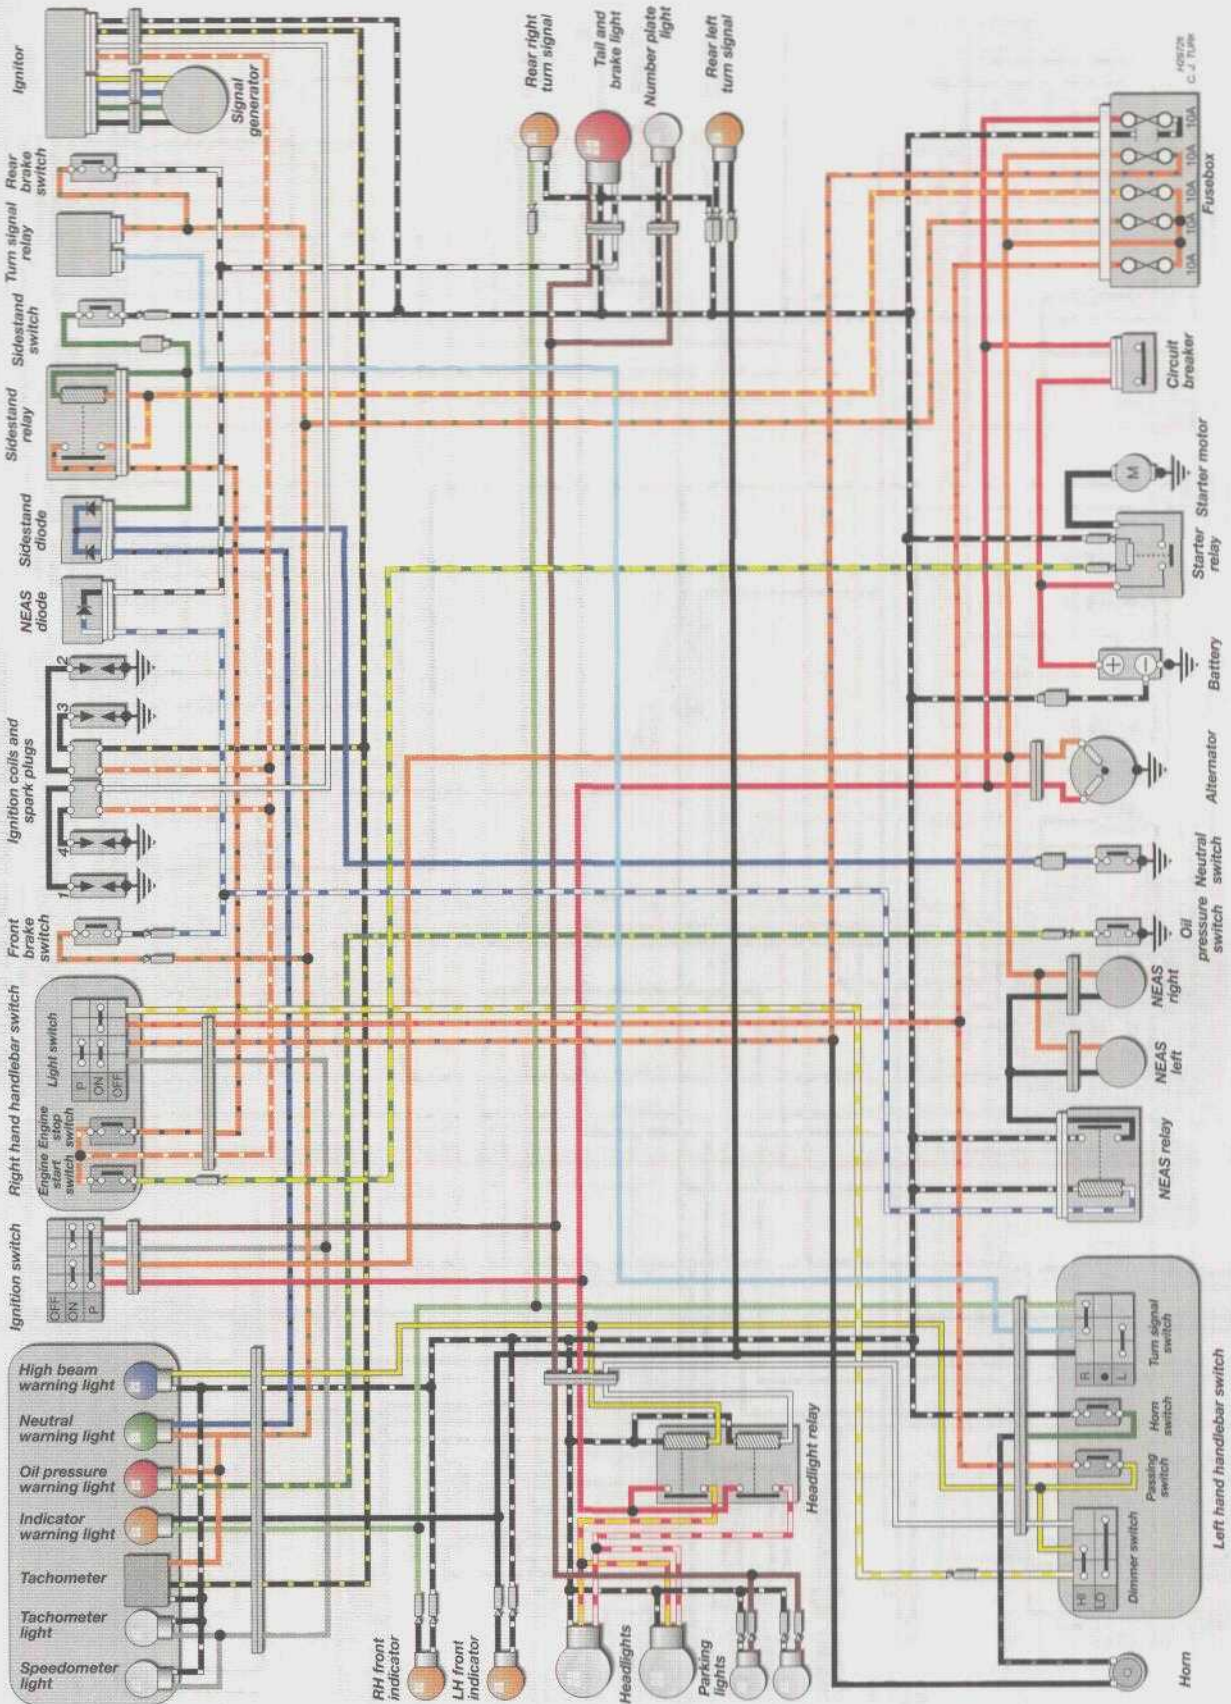 Ignitor
Signal
generator
Rear
brake
switch
Turn signal
relay
Sidestand
switch
Sidestand
relay
Sidestand
diode
NEAS
diode
Ignition coils and
spark plugs
2
3
4
1
Front
brake
switch
Right hand handlebar switch
Light switch
P
ON
OFF
Engine
stop
switch
Engine
start
switch
Ignition switch
OFF
ON
P
High beam
warning light
Neutral
warning light
Oil pressure
warning light
Indicator
warning light
Tachometer
Tachometer
light
Speedometer
light
Rear right
turn signal
Tail and
brake light
Number plate
light
Rear left
turn signal
RH front
indicator
LH front
indicator
Headlights
Parking
lights
Headlight relay
C. J. TURK
10A
10A
10A
10A
10A
Fusebox
Circuit
breaker
M
Starter motor
Starter
relay
+
−
Battery
Alternator
Neutral
switch
Oil
pressure
switch
NEAS
right
NEAS
left
NEAS relay
R
L
Turn signal
switch
Horn
switch
Passing
switch
HI
LO
Dimmer switch
Left hand handlebar switch
Horn